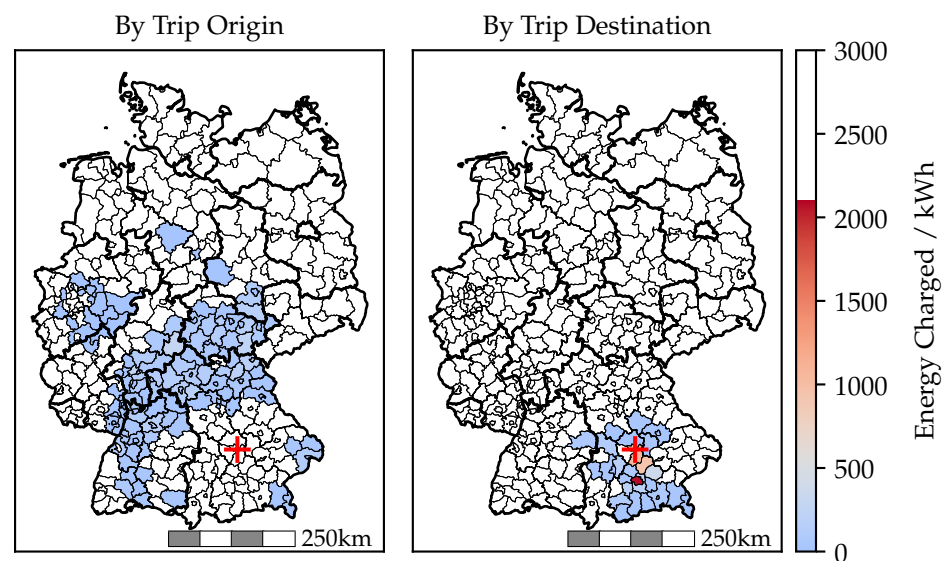 By Trip Origin
By Trip Destination
3000
2500
2000
1500
1000
500
0
Energy Charged / kWh
250km
250km